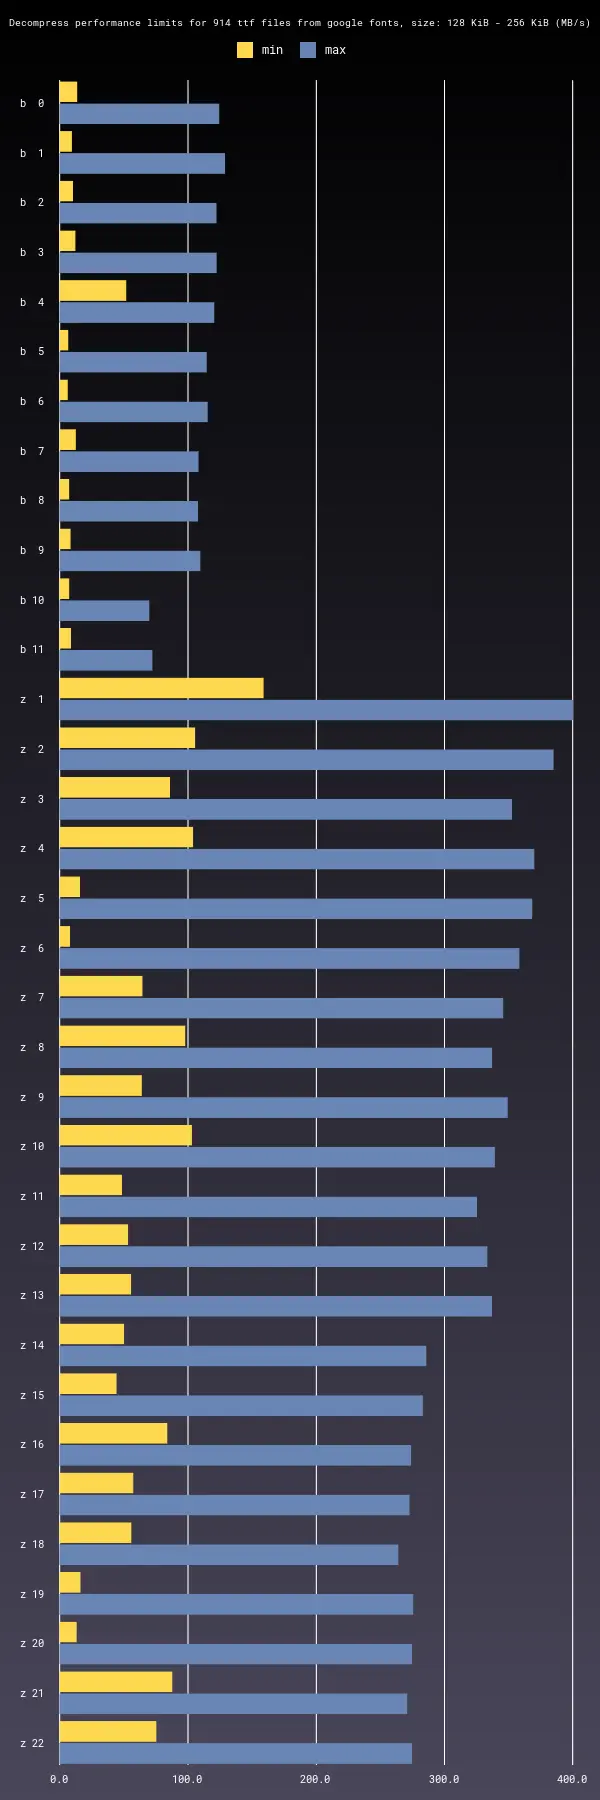 Decompress performance limits for 914 ttf files from google fonts, size: 128 KiB - 256 KiB (MB/s)
min max
b 0
b 1
b 2
b 3
b 4
b 5
b 6
b 7
b 8
b 9
b 10
b 11
z 1
z 2
z 3
z 4
z 5
z 6
z 7
z 8
z 9
z 10
z 11
z 12
z 13
z 14
z 15
z 16
z 17
z 18
z 19
z 20
z 21
z 22
0.0 100.0 200.0 300.0 400.0